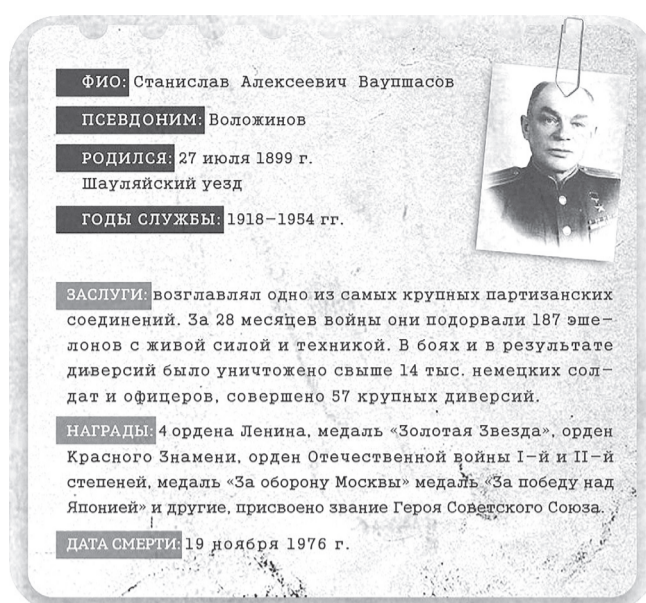 ФИО: Станислав Алексеевич Ваупшасов
ПСЕВДОНИМ: Воложинов
РОДИЛСЯ: 27 июля 1899 г.
Шауляйский уезд
ГОДЫ СЛУЖБЫ: 1918–1954 гг.
ЗАСЛУГИ: возглавлял одно из самых крупных партизанских
соединений. За 28 месяцев войны они подорвали 187 эше–
лонов с живой силой и техникой. В боях и в результате
диверсий было уничтожено свыше 14 тыс. немецких сол–
дат и офицеров, совершено 57 крупных диверсий.
НАГРАДЫ: 4 ордена Ленина, медаль «Золотая Звезда», орден
Красного Знамени, орден Отечественной войны I–й и II–й
степеней, медаль «За оборону Москвы» медаль «За победу над
Японией» и другие, присвоено звание Героя Советского Союза.
ДАТА СМЕРТИ: 19 ноября 1976 г.